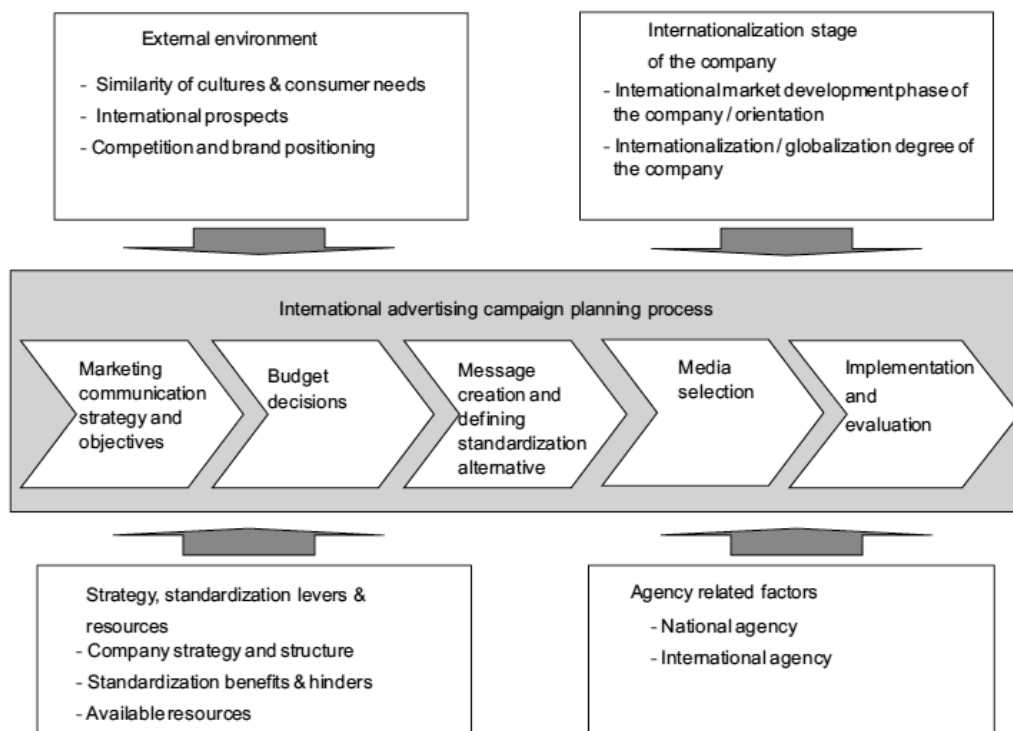 External environment
- Similarity of cultures & consumer needs
- International prospects
- Competition and brand positioning
Internationalization stage
of the company
- International market development phase of
the company / orientation
- Internationalization / globalization degree of
the company
International advertising campaign planning process
Marketing
communication
strategy and
objectives
Budget
decisions
Message
creation and
defining
standardization
alternative
Media
selection
Implementation
and
evaluation
Strategy, standardization levers &
resources
- Company strategy and structure
- Standardization benefits & hinders
- Available resources
Agency related factors
- National agency
- International agency